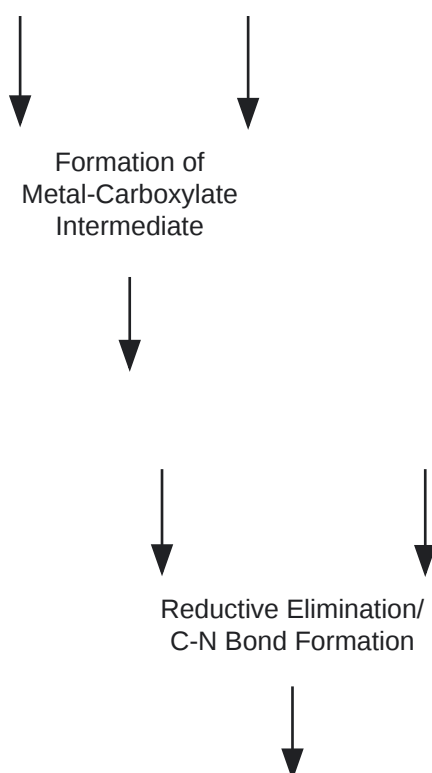 Formation of
Metal-Carboxylate
Intermediate
Reductive Elimination/
C-N Bond Formation